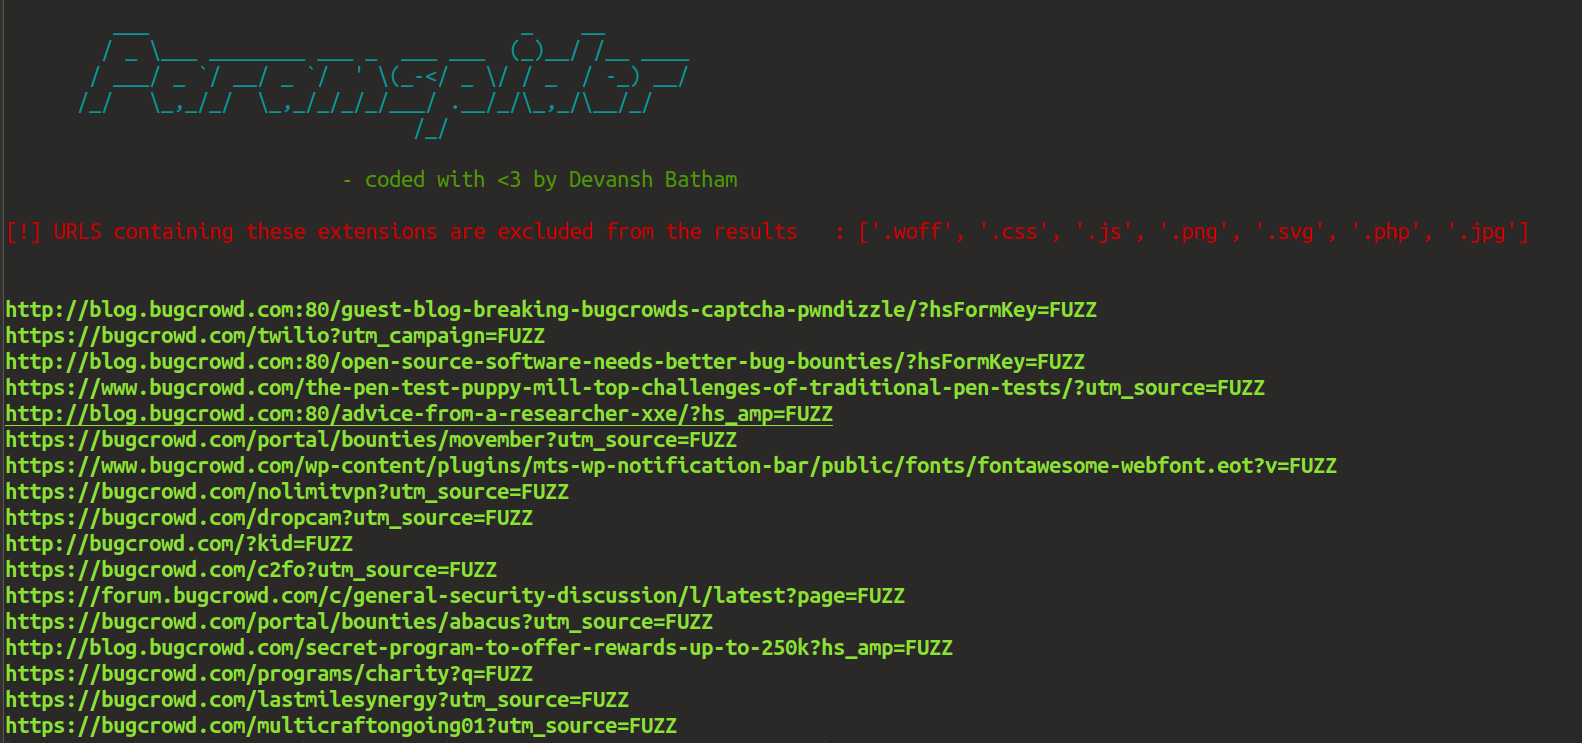 ParamSpider
- coded with <3 by Devansh Batham
[!] URLS containing these extensions are excluded from the results   : ['.woff', '.css', '.js', '.png', '.svg', '.php', '.jpg']
http://blog.bugcrowd.com:80/guest-blog-breaking-bugcrowds-captcha-pwndizzle/?hsFormKey=FUZZ
https://bugcrowd.com/twilio?utm_campaign=FUZZ
http://blog.bugcrowd.com:80/open-source-software-needs-better-bug-bounties/?hsFormKey=FUZZ
https://www.bugcrowd.com/the-pen-test-puppy-mill-top-challenges-of-traditional-pen-tests/?utm_source=FUZZ
http://blog.bugcrowd.com:80/advice-from-a-researcher-xxe/?hs_amp=FUZZ
https://bugcrowd.com/portal/bounties/movember?utm_source=FUZZ
https://www.bugcrowd.com/wp-content/plugins/mts-wp-notification-bar/public/fonts/fontawesome-webfont.eot?v=FUZZ
https://bugcrowd.com/nolimitvpn?utm_source=FUZZ
https://bugcrowd.com/dropcam?utm_source=FUZZ
http://bugcrowd.com/?kid=FUZZ
https://bugcrowd.com/c2fo?utm_source=FUZZ
https://forum.bugcrowd.com/c/general-security-discussion/l/latest?page=FUZZ
https://bugcrowd.com/portal/bounties/abacus?utm_source=FUZZ
http://blog.bugcrowd.com/secret-program-to-offer-rewards-up-to-250k?hs_amp=FUZZ
https://bugcrowd.com/programs/charity?q=FUZZ
https://bugcrowd.com/lastmilesynergy?utm_source=FUZZ
https://bugcrowd.com/multicraftongoing01?utm_source=FUZZ